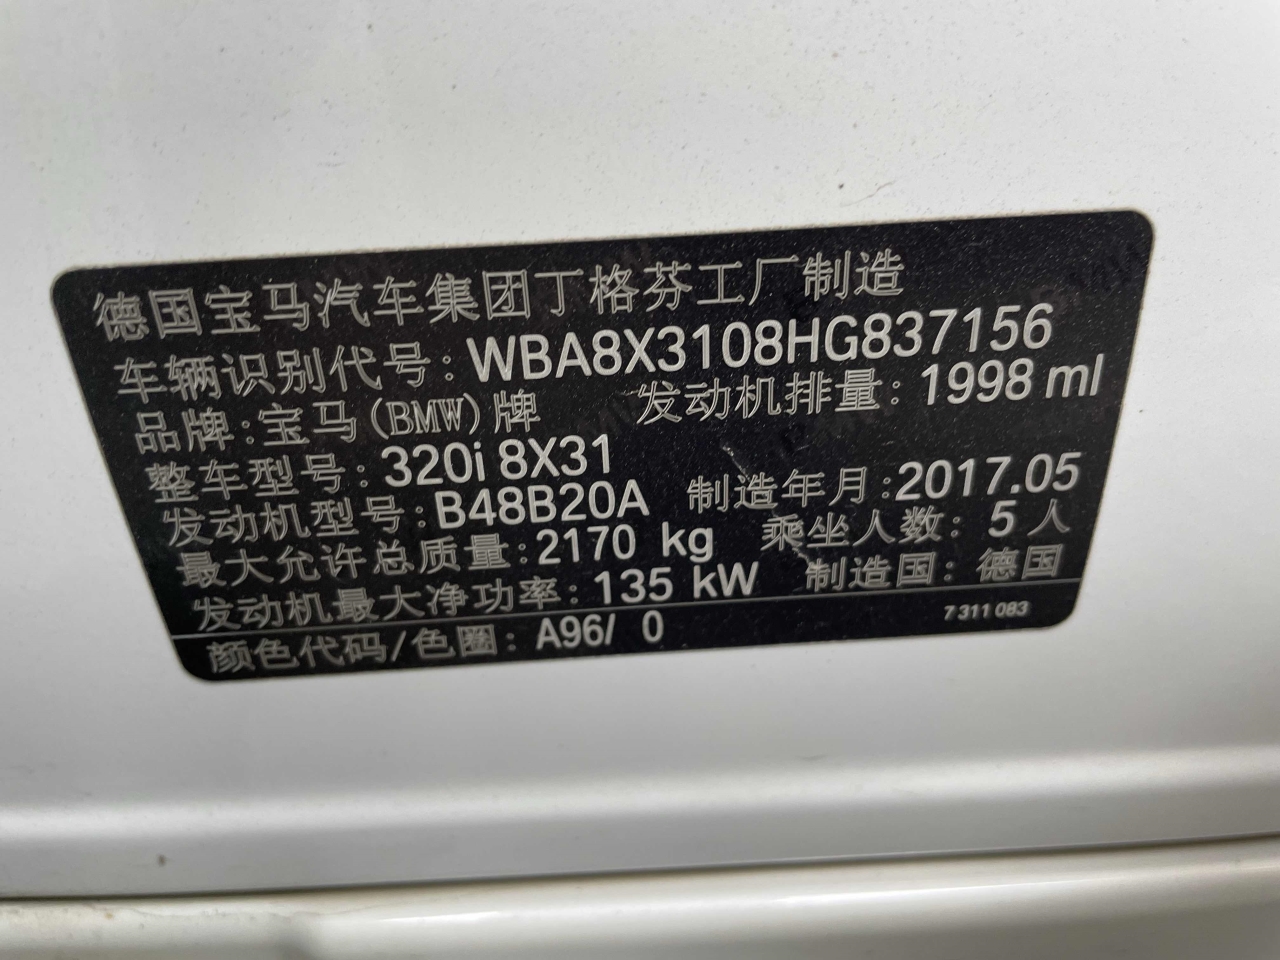 德国宝马汽车集团丁格芬工厂制造
车辆识别代号: WBA8X3108HG837156
品牌: 宝马(BMW)牌 发动机排量: 1998 ml
整车型号: 320i 8X31
发动机型号: B48B20A 制造年月: 2017.05
最大允许总质量: 2170 kg 乘坐人数: 5 人
发动机最大净功率: 135 kW 制造国: 德国
颜色代码/色圈: A96/ 0 7 311 083